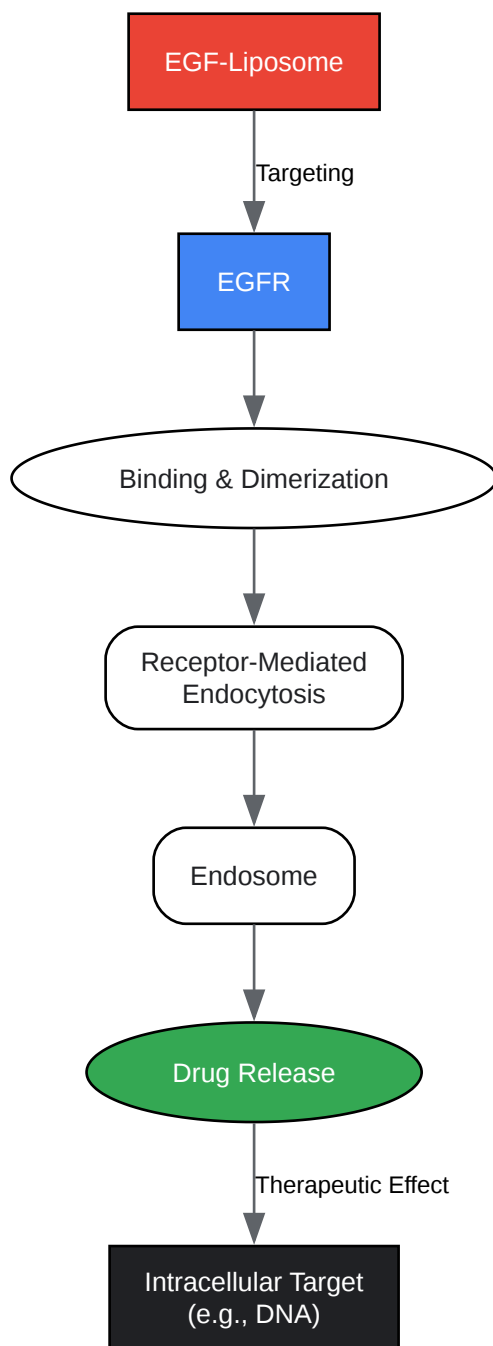 EGF-Liposome
Targeting
EGFR
Binding & Dimerization
Receptor-Mediated
Endocytosis
Endosome
Drug Release
Therapeutic Effect
Intracellular Target
(e.g., DNA)